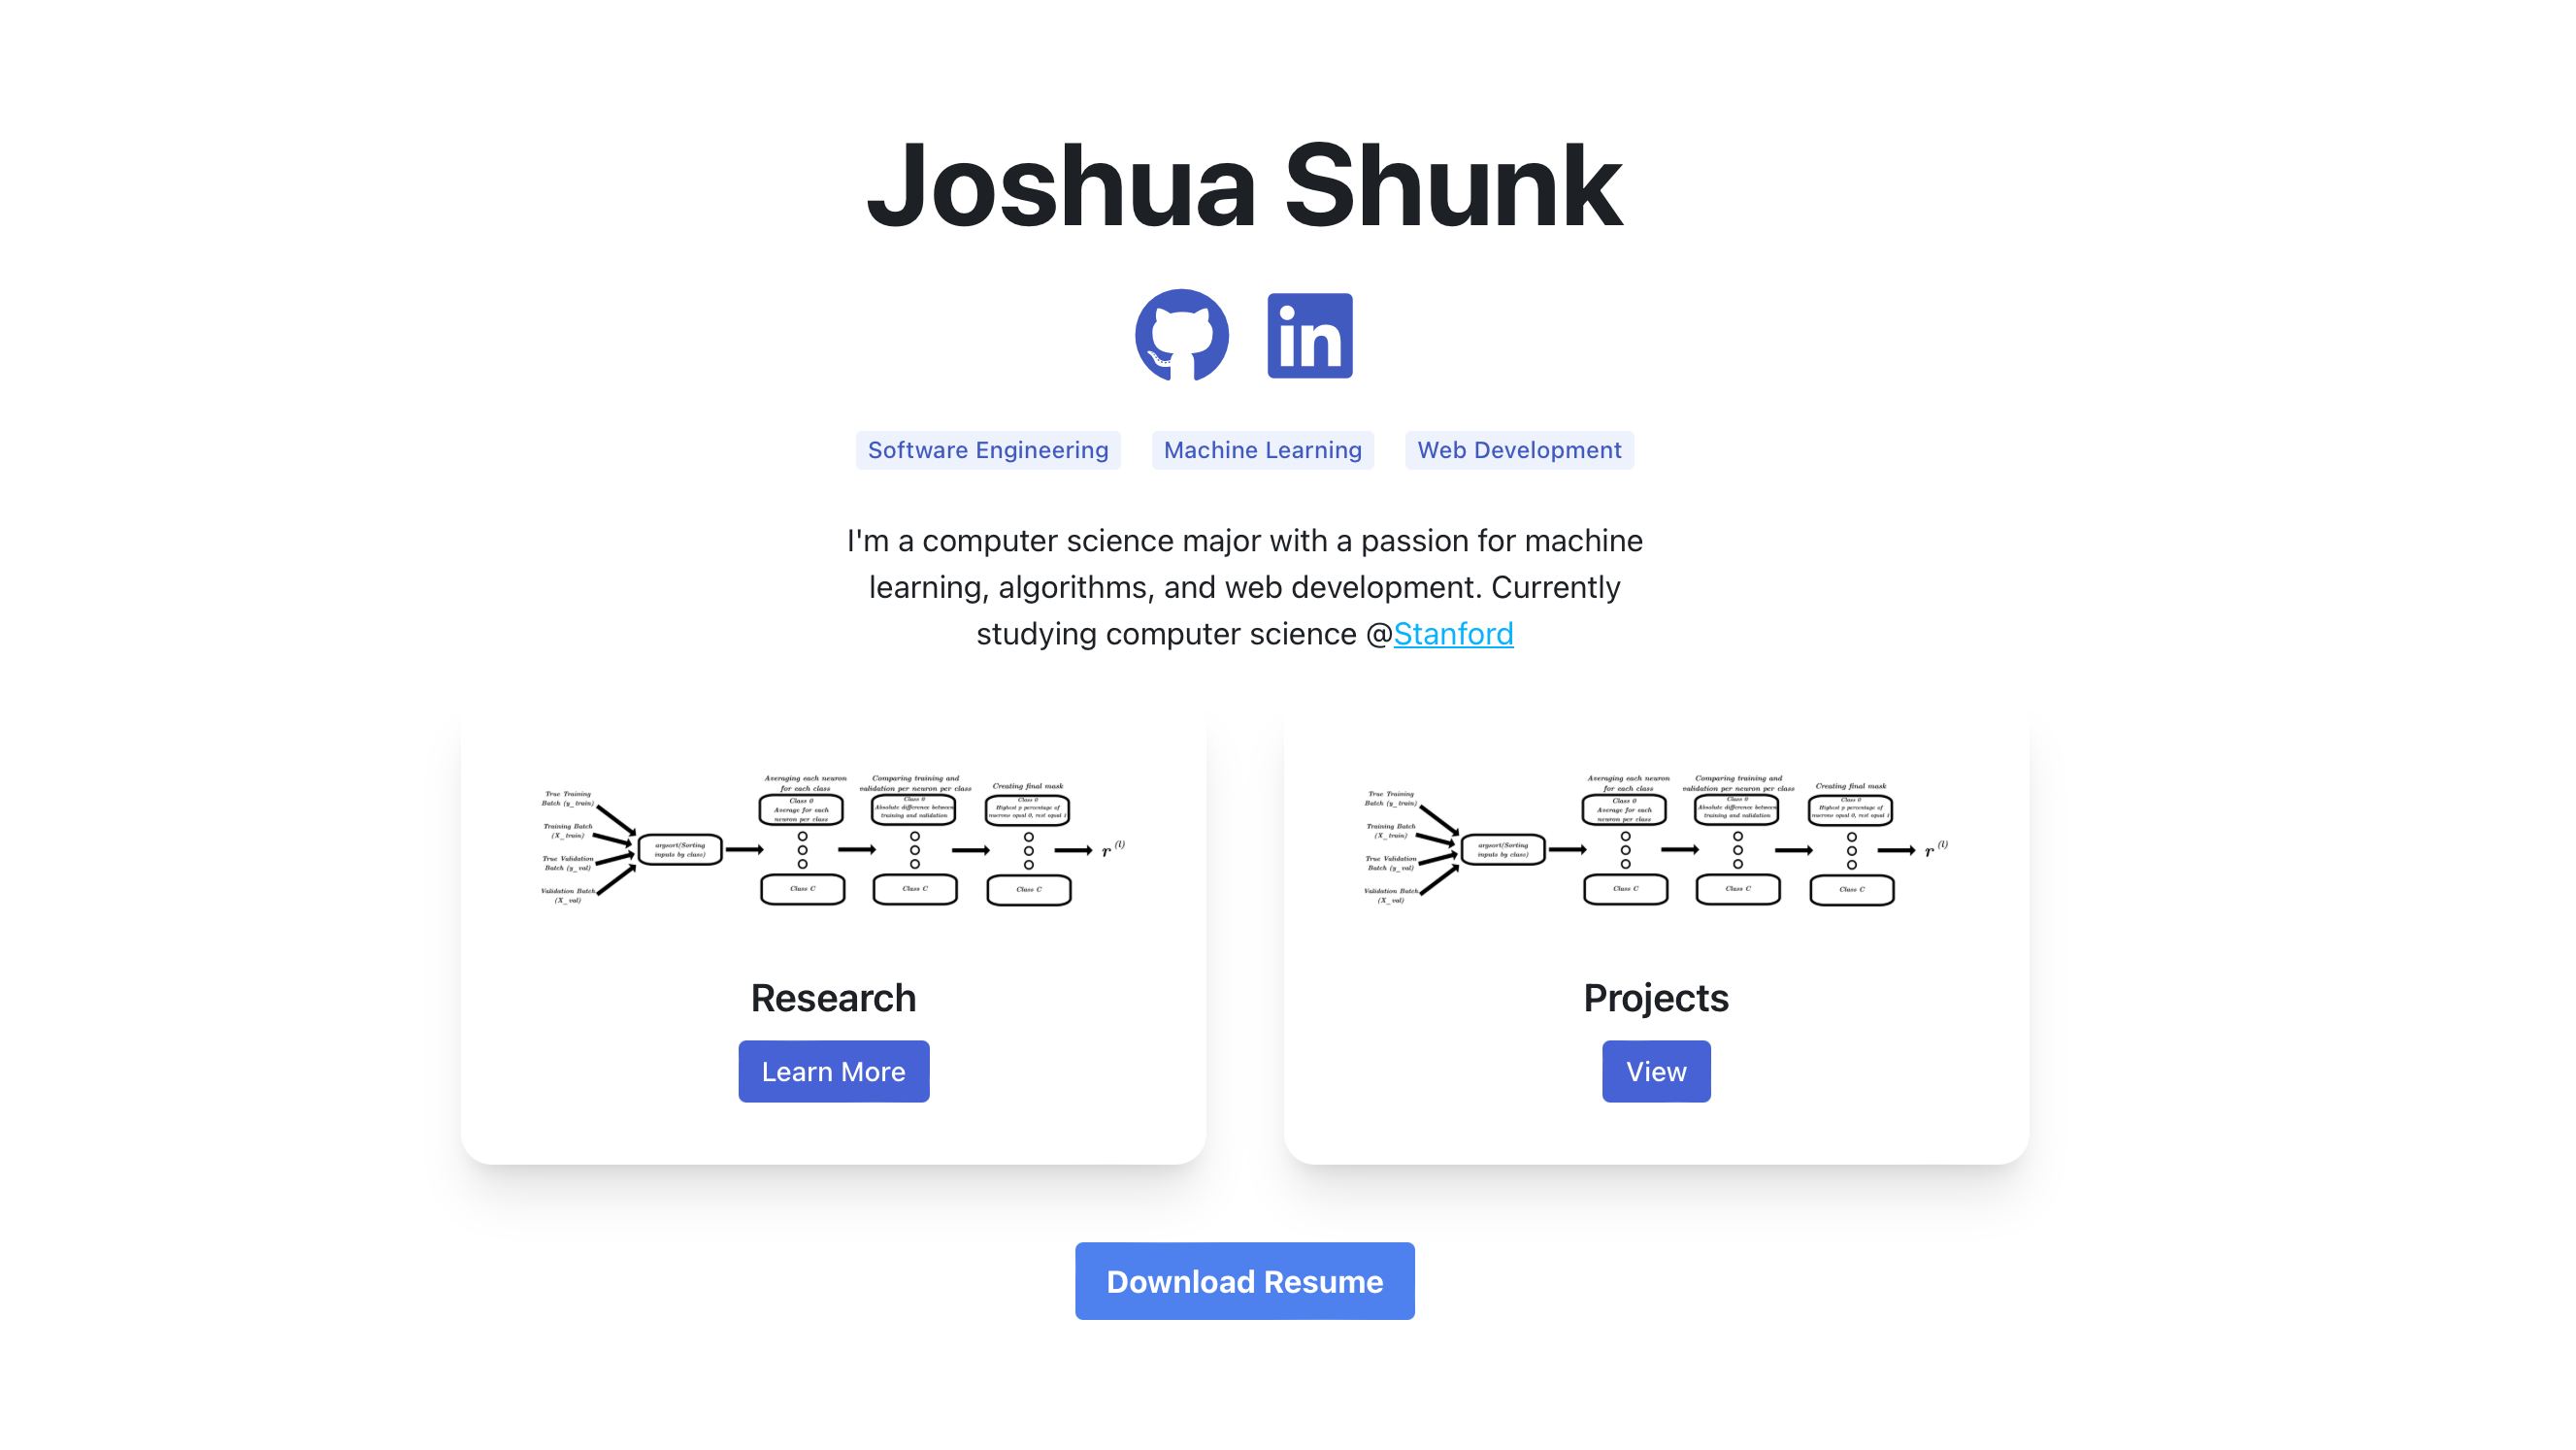 Joshua Shunk
in
Software Engineering
Machine Learning
Web Development
I'm a computer science major with a passion for machine
learning, algorithms, and web development. Currently
studying computer science @Stanford
True Training
Batch (y_train)
Training Batch
(X_train)
True Validation
Batch (y_val)
Validation Batch
(X_val)
argsort(Sorting
inputs by class)
Averaging each neuron
for each class
Class 0
Average for each
neuron per class
Class C
Comparing training and
validation per neuron per class
Class 0
Absolute difference between
training and validation
Class C
Creating final mask
Class 0
Highest p percentage of
neurons equal 0, rest equal 1
Class C
r (l)
Research
Learn More
True Training
Batch (y_train)
Training Batch
(X_train)
True Validation
Batch (y_val)
Validation Batch
(X_val)
argsort(Sorting
inputs by class)
Averaging each neuron
for each class
Class 0
Average for each
neuron per class
Class C
Comparing training and
validation per neuron per class
Class 0
Absolute difference between
training and validation
Class C
Creating final mask
Class 0
Highest p percentage of
neurons equal 0, rest equal 1
Class C
r (l)
Projects
View
Download Resume